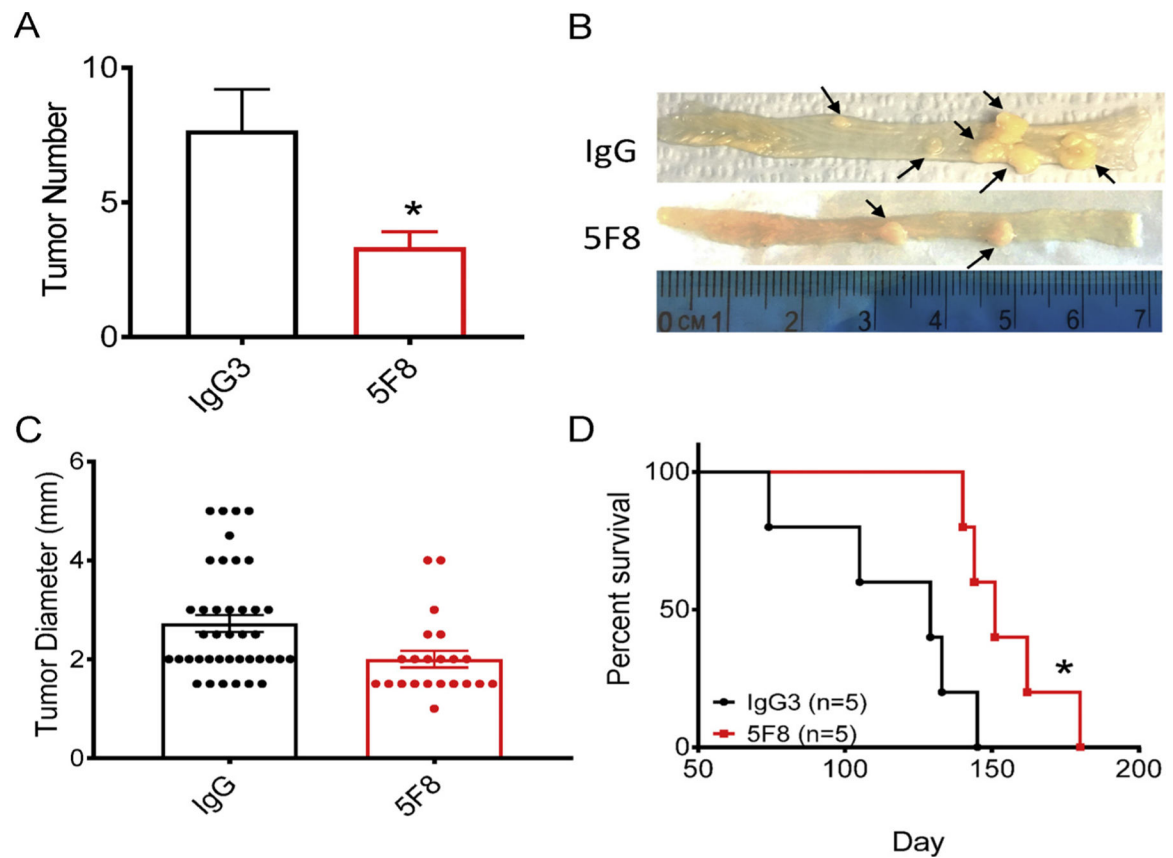 A
Tumor Number
10
5
0
IgG3
5F8
B
IgG
5F8
0 CM 1 2 3 4 5 6 7
C
Tumor Diameter (mm)
6
4
2
0
IgG
5F8
D
Percent survival
100
50
0
*
IgG3 (n=5)
5F8 (n=5)
50 100 150 200
Day
*